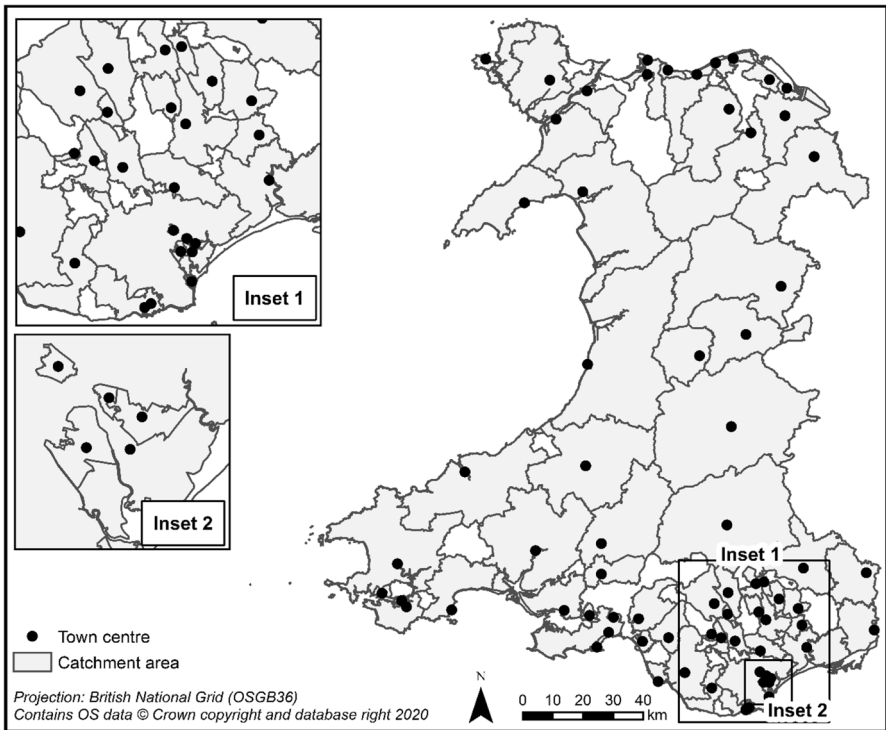 Inset 1
Inset 2
Inset 1
Inset 2
Town centre
Catchment area
Projection: British National Grid (OSGB36)
Contains OS data © Crown copyright and database right 2020
N
0 10 20 30 40
km